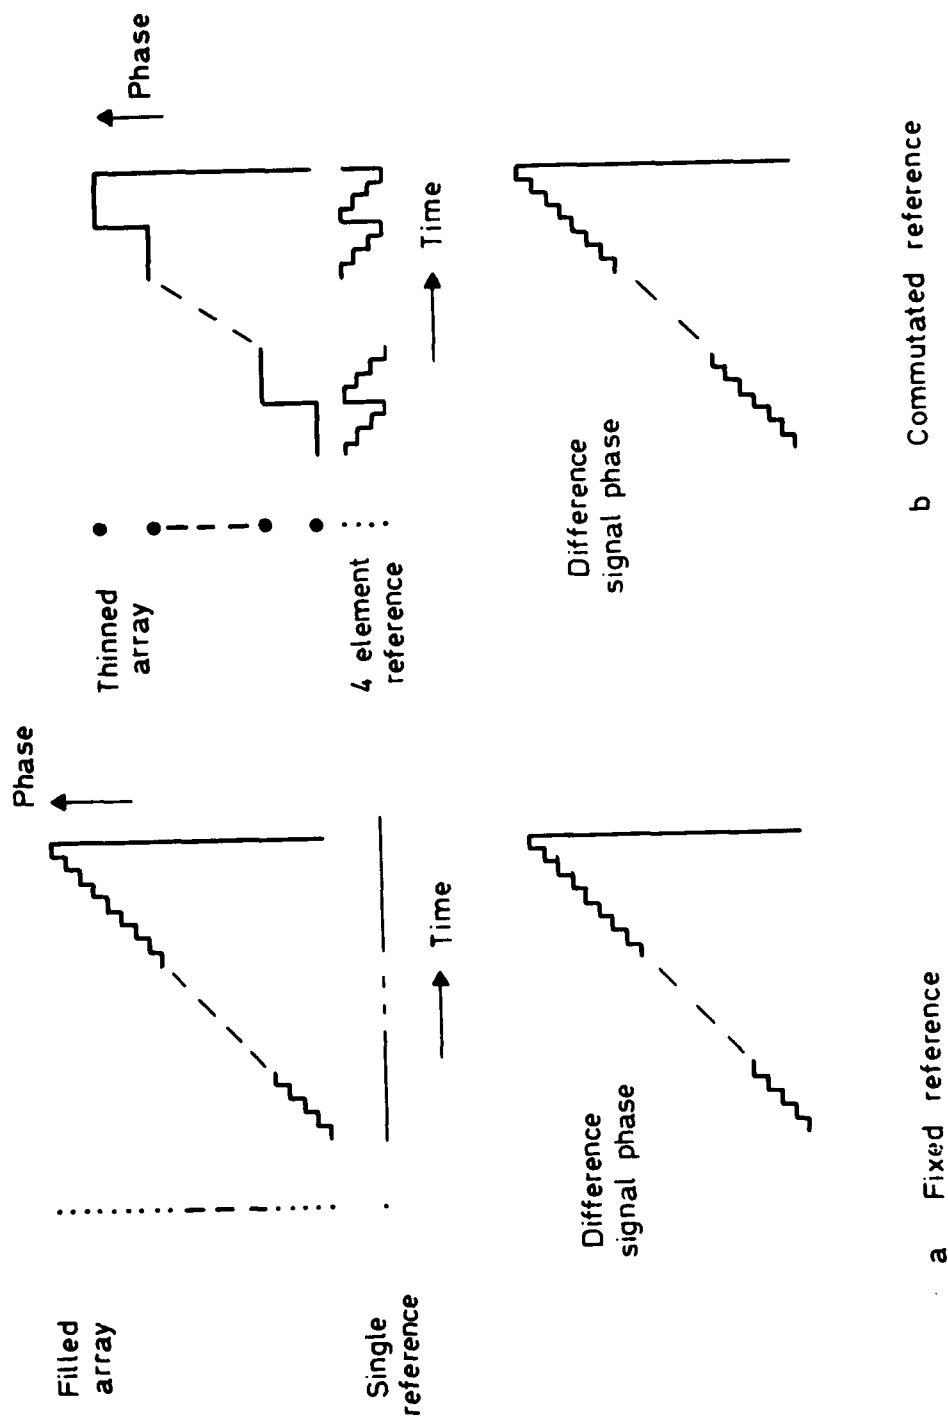 Filled
array
Phase
Single
reference
Time
Difference
signal phase
a Fixed reference
Thinned
array
Phase
4 element
reference
Time
Difference
signal phase
b Commutated reference